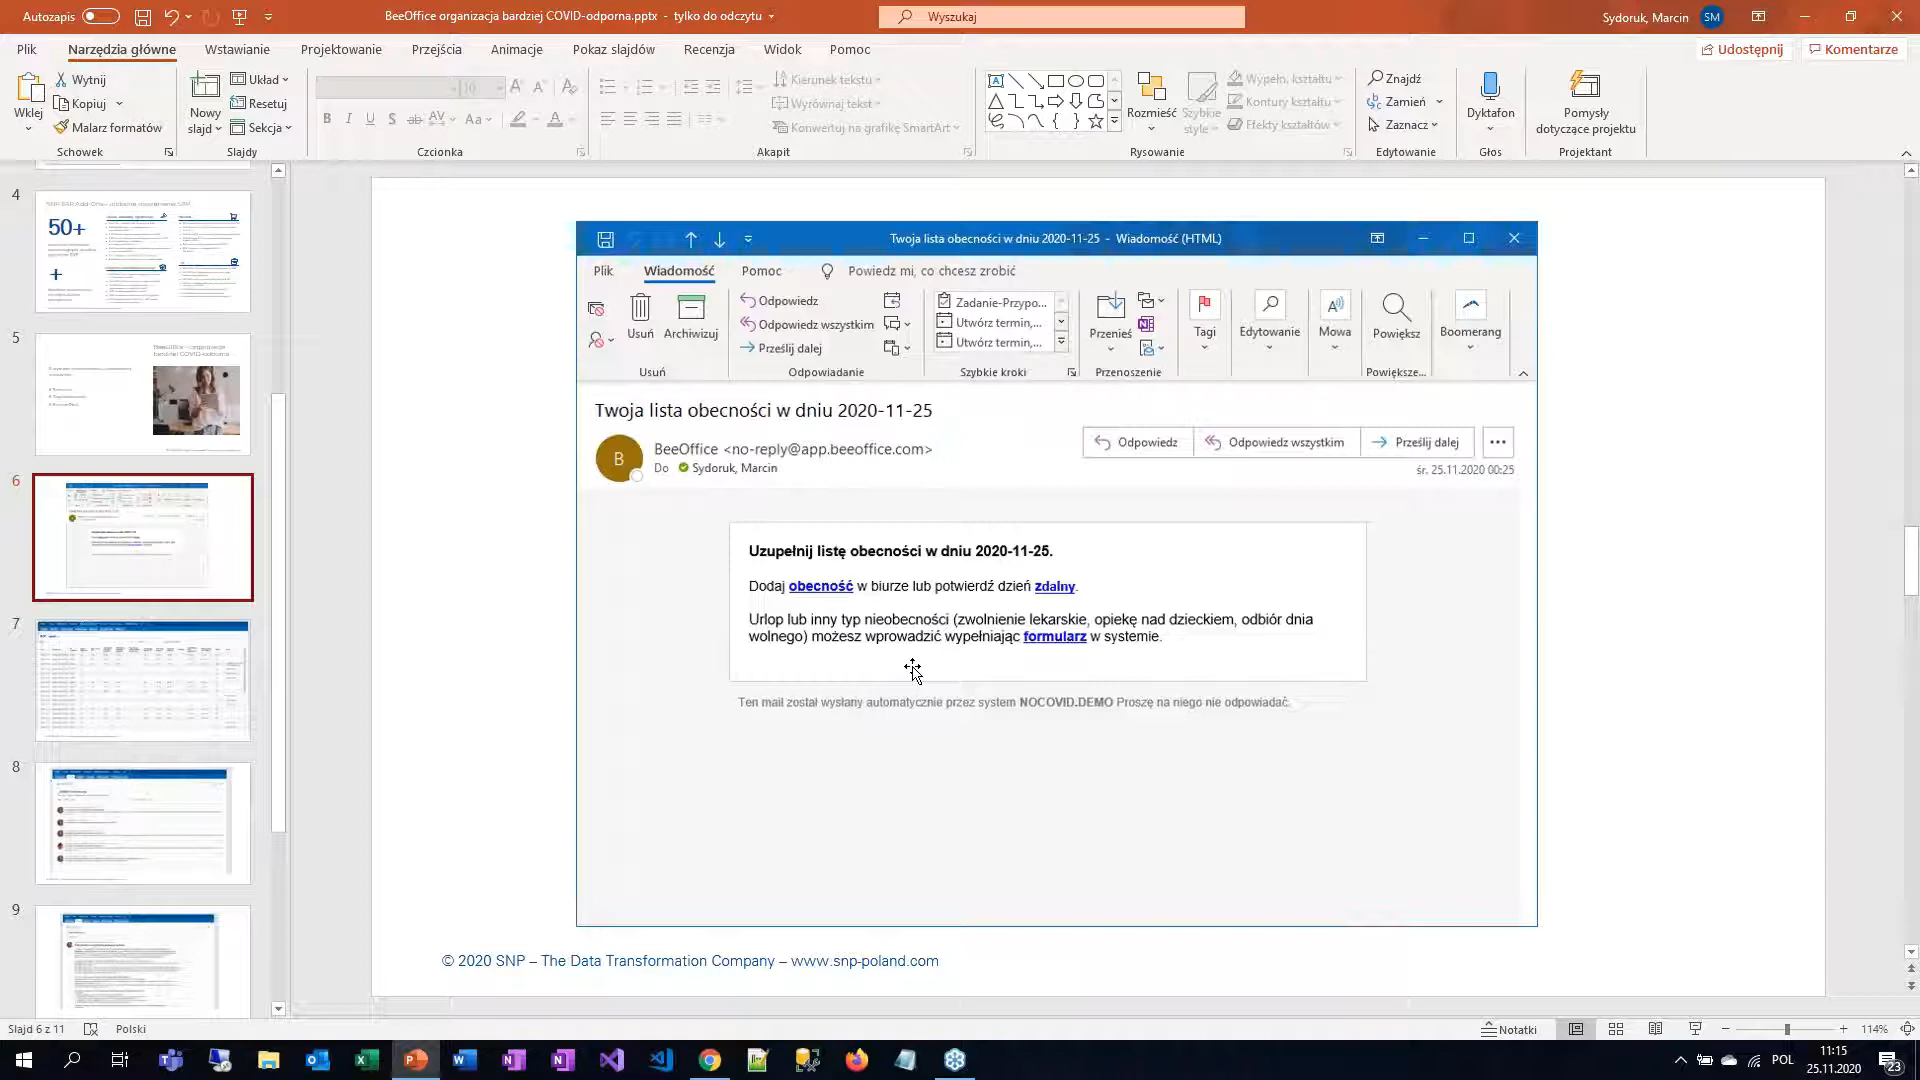 Autozapis
BeeOffice organizacja bardziej COVID-odporna.pptx - tylko do odczytu
Wyszukaj
Sydoruk, Marcin
SM
Plik
Narzędzia główne
Wstawianie
Projektowanie
Przejścia
Animacje
Pokaz slajdów
Recenzja
Widok
Pomoc
Udostępnij
Komentarze
Wklej
Wytnij
Kopiuj
Malarz formatów
Schowek
Nowy
slajd
Układ
Resetuj
Sekcja
Slajdy
10
Czcionka
Kierunek tekstu
Wyrównaj tekst
Konwertuj na grafikę SmartArt
Akapit
Rozmieść
Szybkie
style
Wypełn. kształtu
Kontury kształtu
Efekty kształtów
Rysowanie
Znajdź
Zamień
Zaznacz
Edytowanie
Dyktafon
Głos
Pomysły
dotyczące projektu
Projektant
4
50+
+
5
BeeOffice – organizacja
bardziej COVID-odporna
6
7
8
9
Twoja lista obecności w dniu 2020-11-25 - Wiadomość (HTML)
Plik
Wiadomość
Pomoc
Powiedz mi, co chcesz zrobić
Usuń
Archiwizuj
Usuń
Odpowiedz
Odpowiedz wszystkim
Prześlij dalej
Odpowiadanie
Zadanie-Przypo...
Utwórz termin,...
Utwórz termin,...
Szybkie kroki
Przenieś
Przenoszenie
Tagi
Edytowanie
Mowa
Powiększ
Powiększe...
Boomerang
Twoja lista obecności w dniu 2020-11-25
B
BeeOffice <no-reply@app.beeoffice.com>
Do Sydoruk, Marcin
Odpowiedz
Odpowiedz wszystkim
Prześlij dalej
śr. 25.11.2020 00:25
Uzupełnij listę obecności w dniu 2020-11-25.
Dodaj obecność w biurze lub potwierdź dzień zdalny.
Urlop lub inny typ nieobecności (zwolnienie lekarskie, opiekę nad dzieckiem, odbiór dnia
wolnego) możesz wprowadzić wypełniając formularz w systemie.
Ten mail został wysłany automatycznie przez system NOCOVID.DEMO Proszę na niego nie odpowiadać.
© 2020 SNP – The Data Transformation Company – www.snp-poland.com
Slajd 6 z 11
Polski
Notatki
114%
POL
11:15
25.11.2020
23